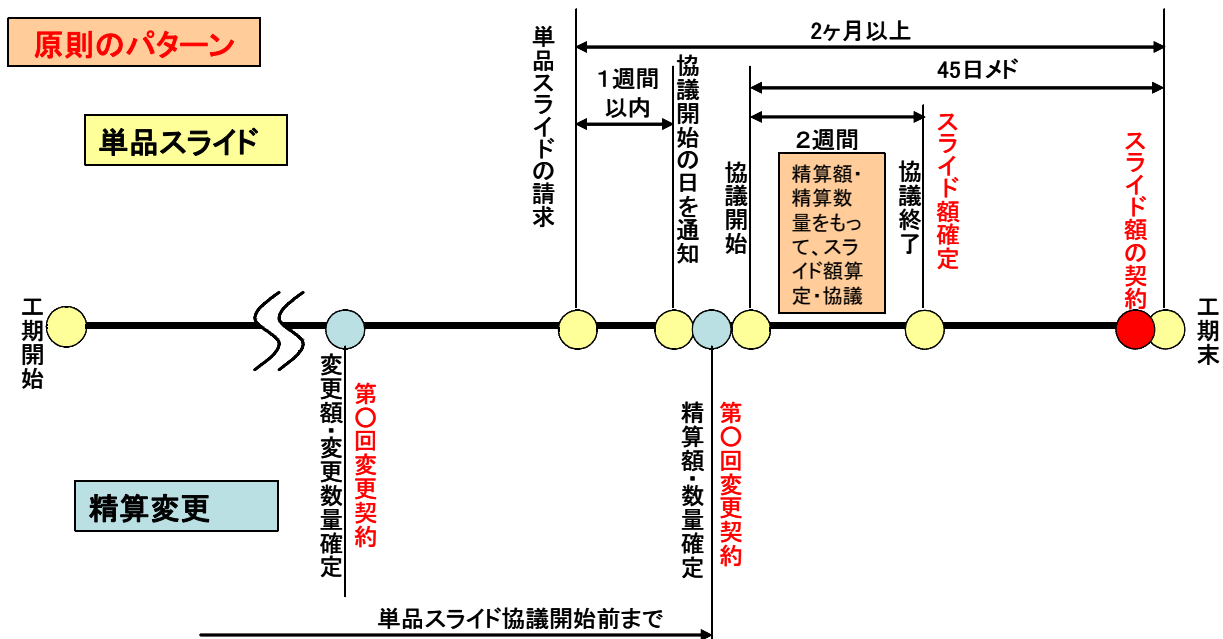 原則のパターン
単品スライド
単品スライドの請求
2ヶ月以上
1週間
以内
協議開始の日を通知
45日メド
協議開始
2週間
精算額・
精算数
量をもっ
て、スラ
イド額算
定・協議
協議終了
スライド額確定
スライド額の契約
工期開始
工期末
変更額・変更数量確定
第〇回変更契約
精算額・数量確定
第〇回変更契約
精算変更
単品スライド協議開始前まで